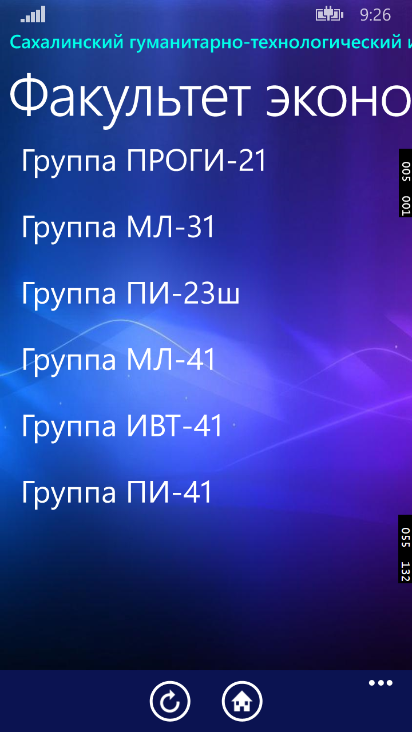 9:26
Сахалинский гуманитарно-технологический и
Факультет эконо
Группа ПРОГИ-21
005 001
Группа МЛ-31
Группа ПИ-23ш
Группа МЛ-41
Группа ИВТ-41
Группа ПИ-41
055 132